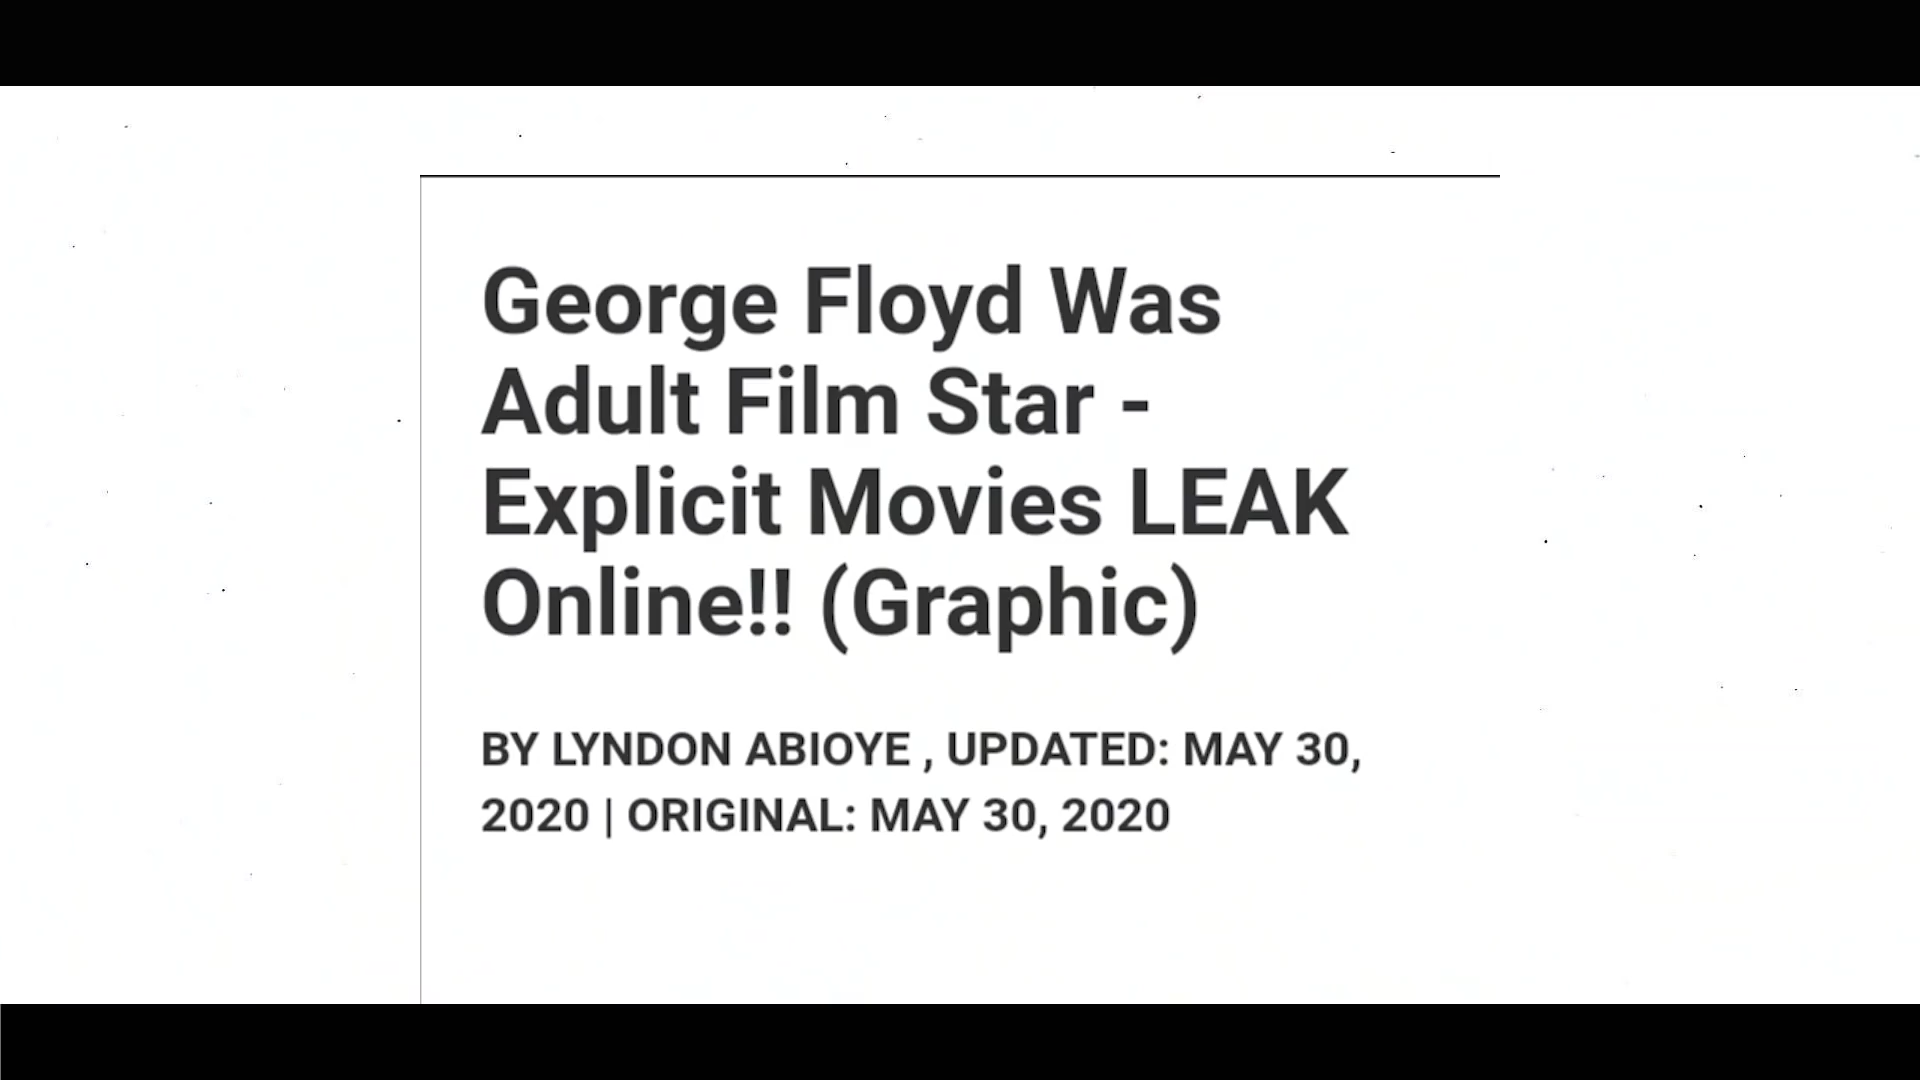 George Floyd Was
Adult Film Star -
Explicit Movies LEAK
Online!! (Graphic)
BY LYNDON ABIOYE , UPDATED: MAY 30,
2020 | ORIGINAL: MAY 30, 2020